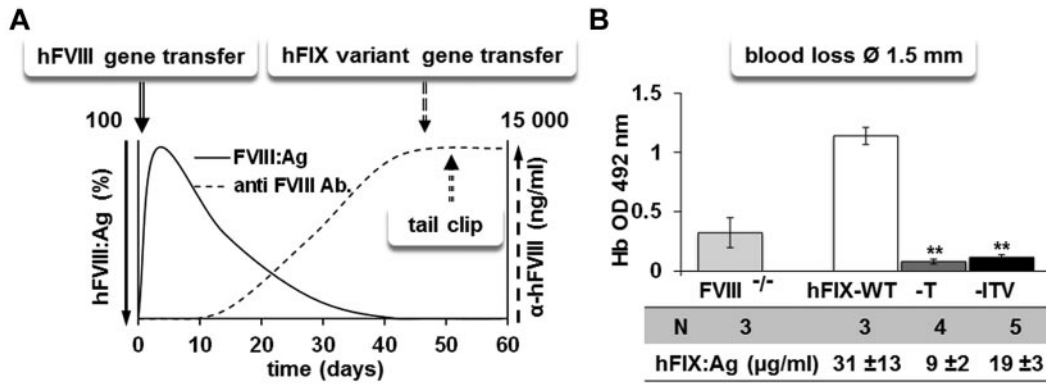 A
hFVIII gene transfer
hFIX variant gene transfer
100
15 000
FVIII:Ag
anti FVIII Ab.
tail clip
hFVIII:Ag (%)
α-hFVIII (ng/ml)
0 10 20 30 40 50 60
time (days)
B
blood loss Ø 1.5 mm
1.5
1
0.5
0
Hb OD 492 nm
** **
FVIII -/- hFIX-WT -T -ITV
N 3 3 4 5
hFIX:Ag (µg/ml) 31 ±13 9 ±2 19 ±3